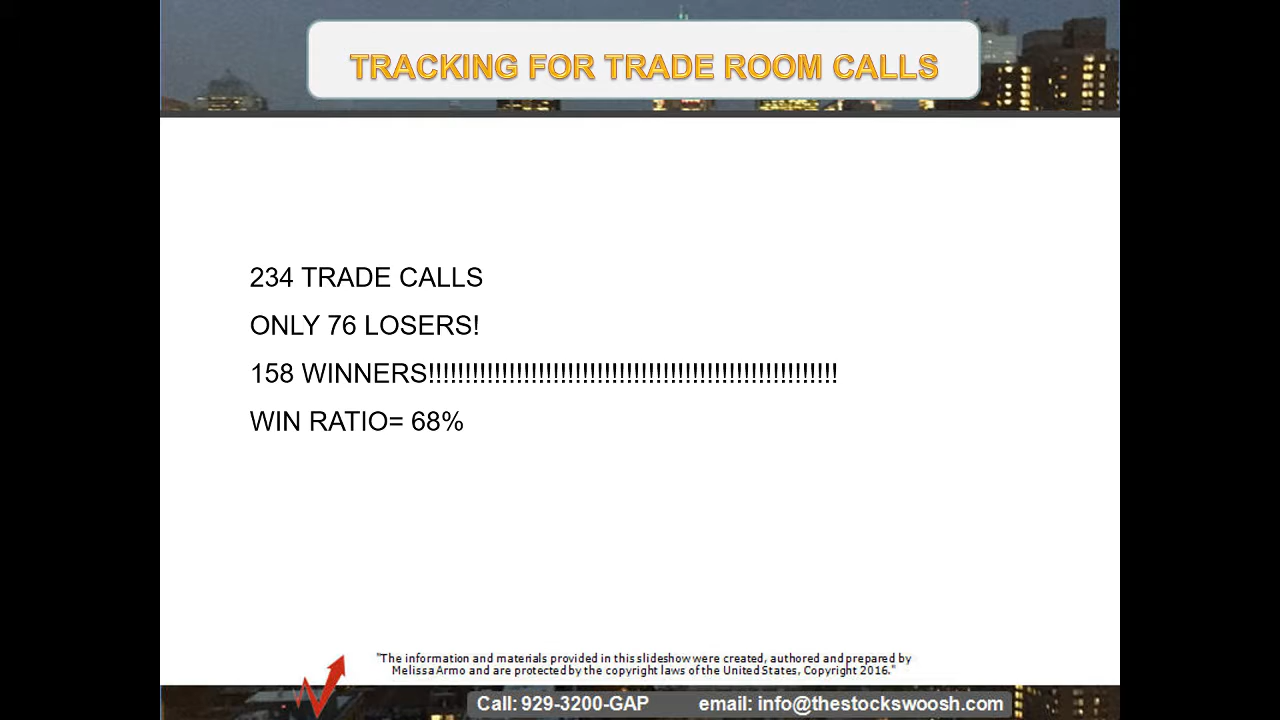 TRACKING FOR TRADE ROOM CALLS
234 TRADE CALLS
ONLY 76 LOSERS!
158 WINNERS!!!!!!!!!!!!!!!!!!!!!!!!!!!!!!!!!!!!!!!!!!!!!!!!!!!!!!!!
WIN RATIO= 68%
"The information and materials provided in this slideshow were created, authored and prepared by
Melissa Armo and are protected by the copyright laws of the United States, Copyright 2016."
Call: 929-3200-GAP email: info@thestockswoosh.com